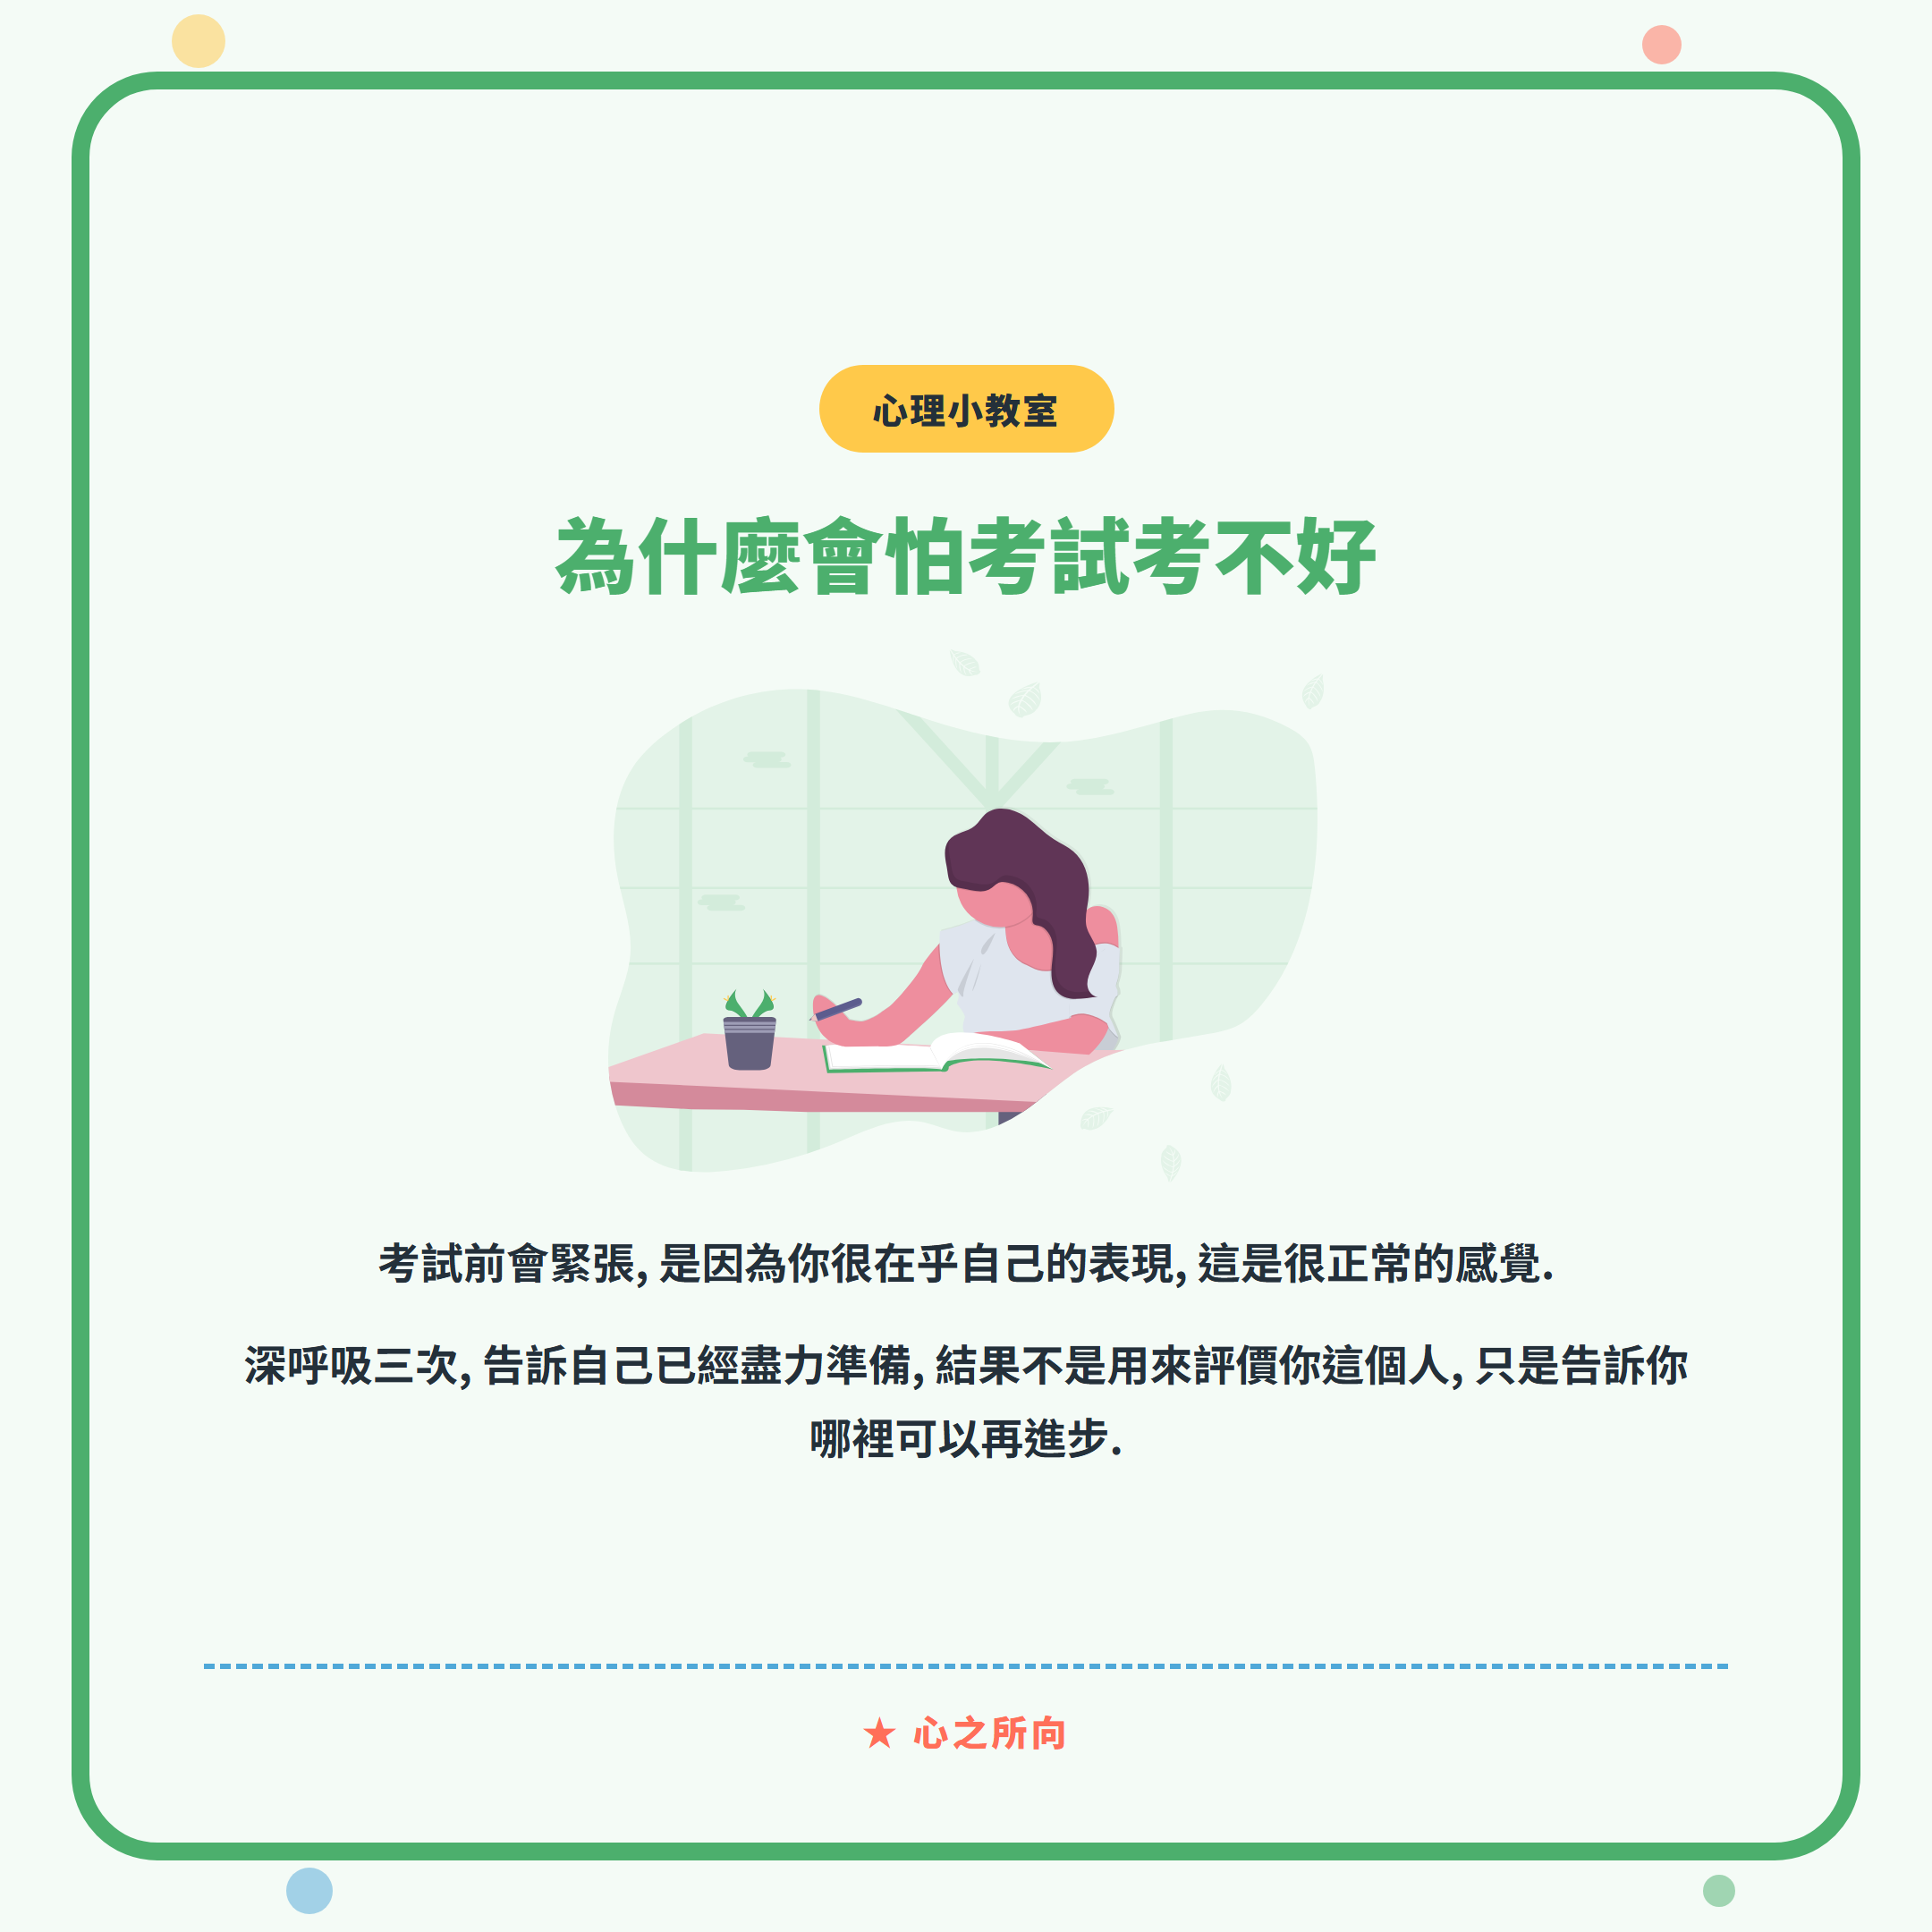 心理小教室
為什麼會怕考試考不好
考試前會緊張, 是因為你很在乎自己的表現, 這是很正常的感覺.
深呼吸三次, 告訴自己已經盡力準備, 結果不是用來評價你這個人, 只是告訴你
哪裡可以再進步.
★ 心之所向